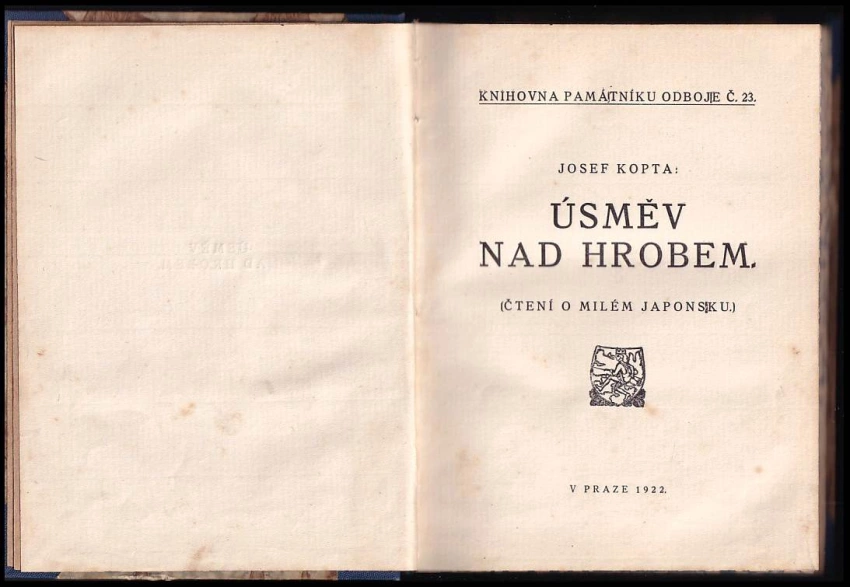 KNIHOVNA PAMÁTNÍKU ODBOJE Č. 23.
JOSEF KOPTA:
ÚSMĚV
NAD HROBEM.
(ČTENÍ O MILÉM JAPONSKU.)
V PRAZE 1922.